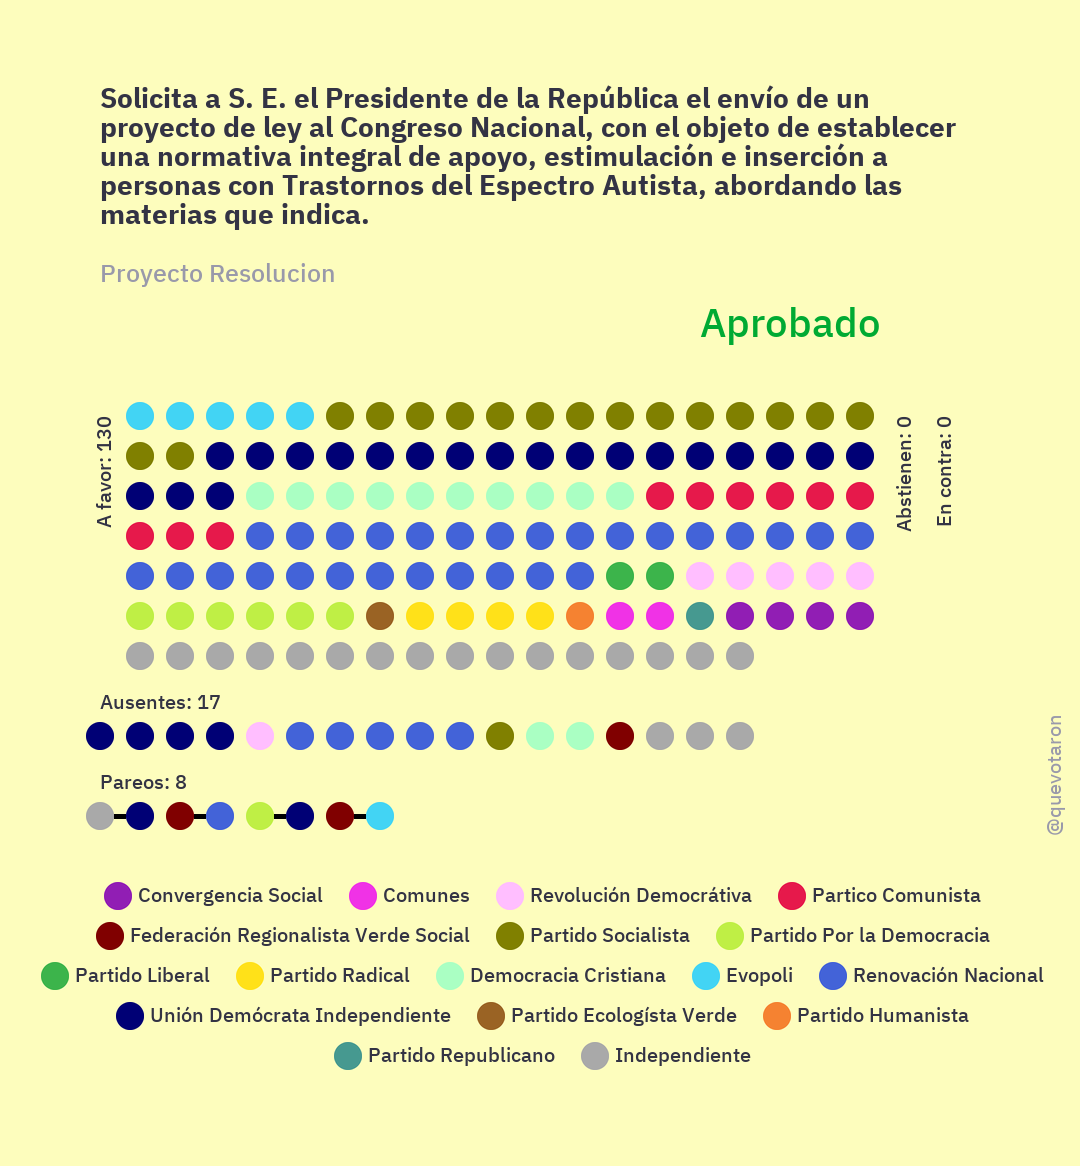 Solicita a S. E. el Presidente de la República el envío de un
proyecto de ley al Congreso Nacional, con el objeto de establecer
una normativa integral de apoyo, estimulación e inserción a
personas con Trastornos del Espectro Autista, abordando las
materias que indica.
Proyecto Resolucion
Aprobado
A favor: 130
Abstienen: 0
En contra: 0
Ausentes: 17
Pareos: 8
@quevotaron
Convergencia Social Comunes Revolución Democrátiva Partico Comunista
Federación Regionalista Verde Social Partido Socialista Partido Por la Democracia
Partido Liberal Partido Radical Democracia Cristiana Evopoli Renovación Nacional
Unión Demócrata Independiente Partido Ecologísta Verde Partido Humanista
Partido Republicano Independiente